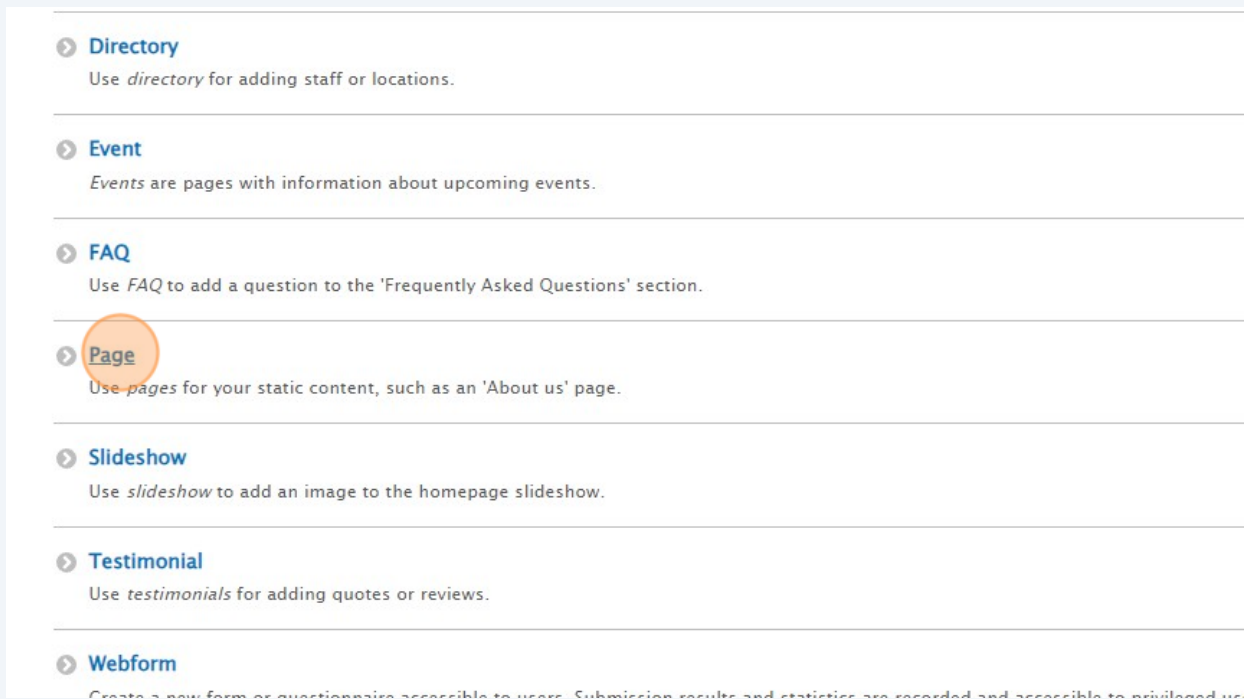 Directory
Use directory for adding staff or locations.
Event
Events are pages with information about upcoming events.
FAQ
Use FAQ to add a question to the 'Frequently Asked Questions' section.
Page
Use pages for your static content, such as an 'About us' page.
Slideshow
Use slideshow to add an image to the homepage slideshow.
Testimonial
Use testimonials for adding quotes or reviews.
Webform
Create a new form or questionnaire accessible to users. Submission results and statistics are recorded and accessible to privileged